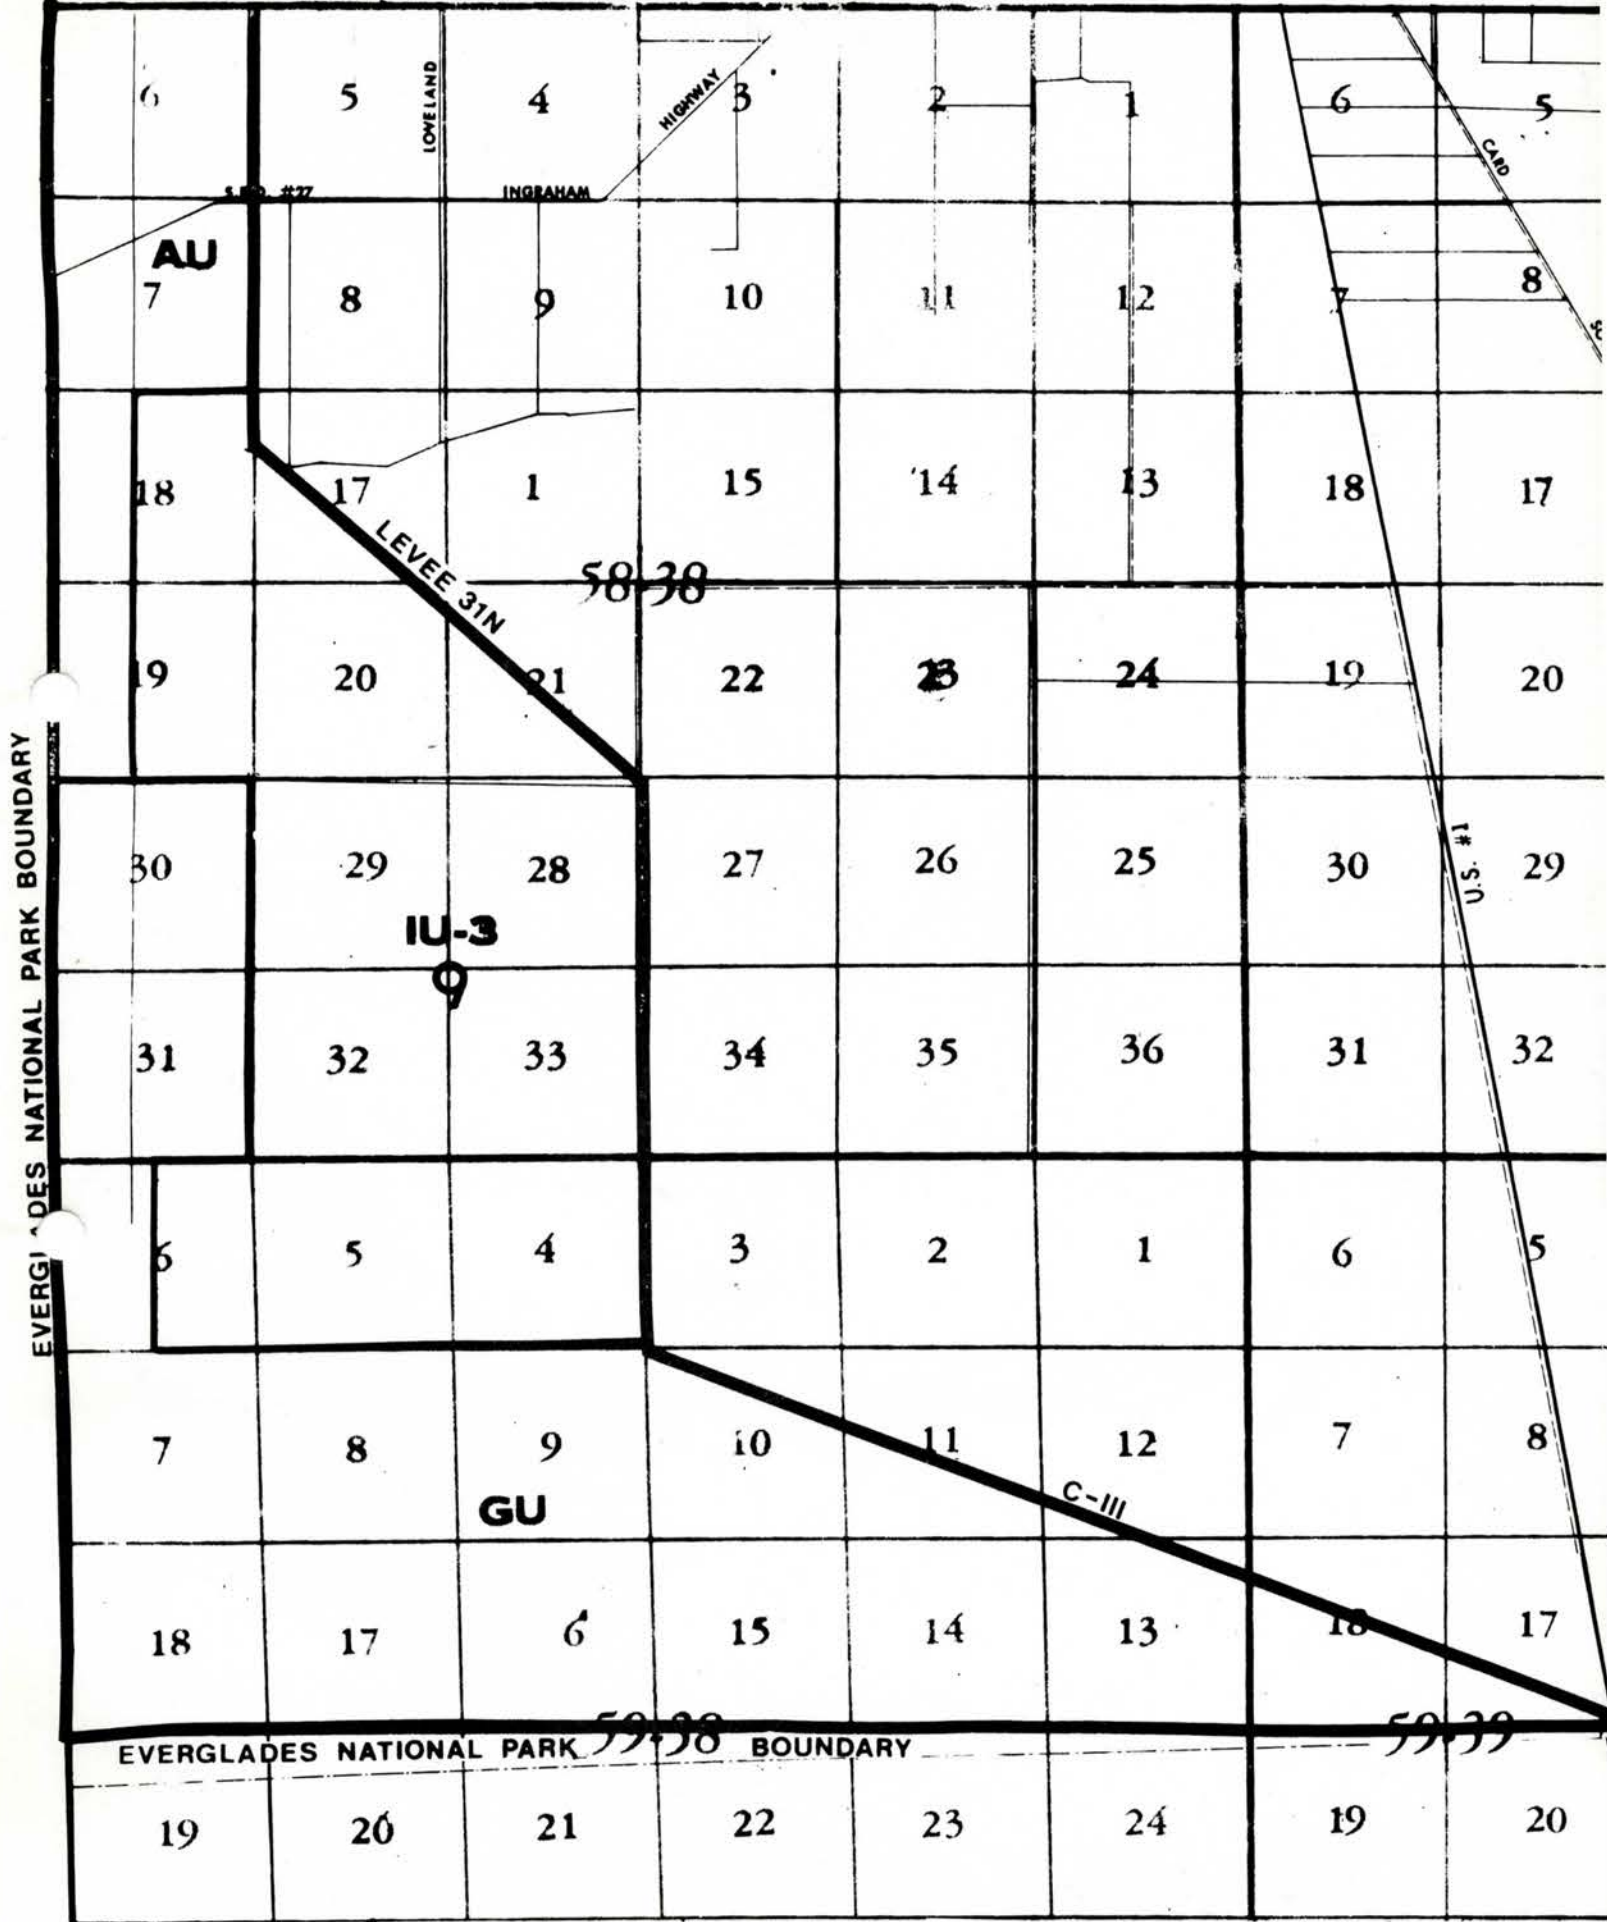 6 5 LOVELAND 4 HIGHWAY 3 2 1 6 5
CARD
#27 INGRAHAM
AU
7 8 9 10 11 12 7 8
18 17 1 15 14 13 18 17
LEVEE 31N
58-38
19 20 21 22 23 24 19 20
EVERGLADES NATIONAL PARK BOUNDARY
30 29 28 27 26 25 30 U.S. #1 29
IU-3
9
31 32 33 34 35 36 31 32
6 5 4 3 2 1 6 5
7 8 9 10 11 12 7 8
C-III
GU
18 17 6 15 14 13 18 17
59-38 59-39
EVERGLADES NATIONAL PARK BOUNDARY
19 20 21 22 23 24 19 20